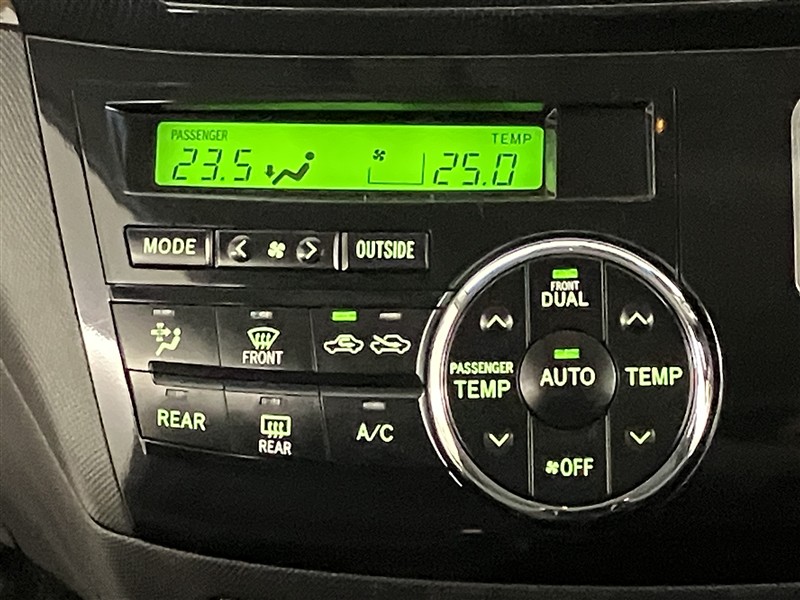 PASSENGER TEMP
23.5 25.0
MODE OUTSIDE
FRONT
DUAL
FRONT
PASSENGER
TEMP
AUTO
TEMP
REAR
REAR
A/C
OFF